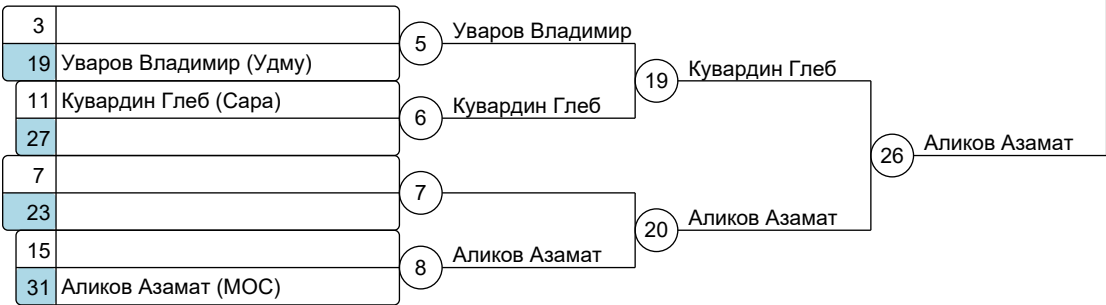 3
5
Уваров Владимир
19 Уваров Владимир (Удму)
19
Кувардин Глеб
11 Кувардин Глеб (Сара)
6
Кувардин Глеб
27
26
Аликов Азамат
7
7
23
20
Аликов Азамат
15
8
Аликов Азамат
31 Аликов Азамат (МОС)